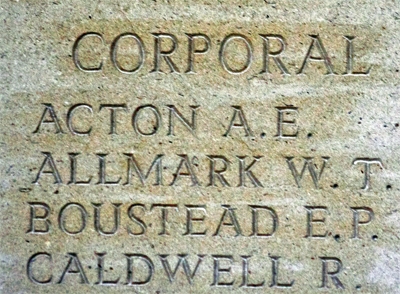 CORPORAL
ACTON A.E.
ALLMARK W.T.
BOUSTEAD E.P.
CALDWELL R.